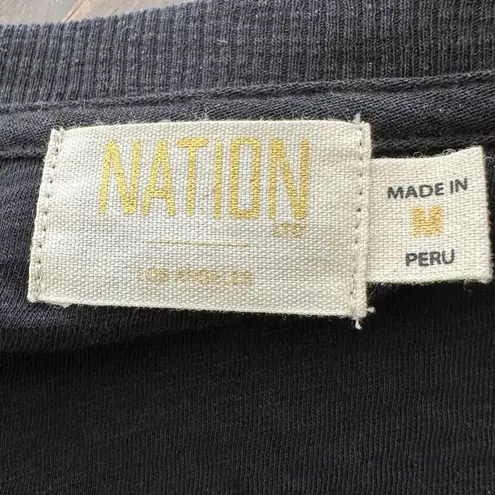 NATION
LTD
LOS ANGELES
MADE IN
M
PERU